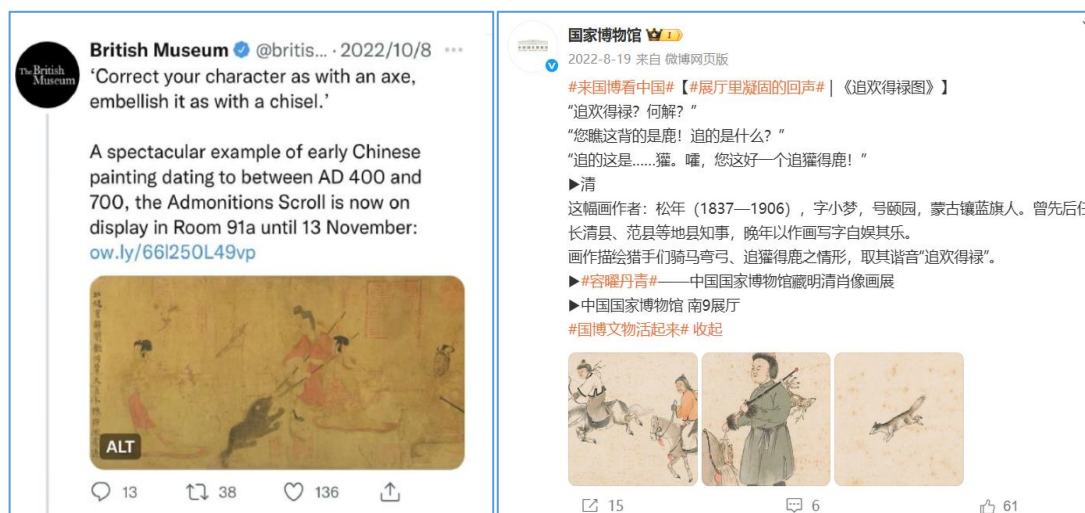 The British Museum
British Museum @britis... · 2022/10/8 ...
'Correct your character as with an axe,
embellish it as with a chisel.'
A spectacular example of early Chinese
painting dating to between AD 400 and
700, the Admonitions Scroll is now on
display in Room 91a until 13 November:
ow.ly/66l250L49vp
ALT
13 38 136
国家博物馆 1
2022-8-19 来自 微博网页版
#来国博看中国#【#展厅里凝固的回声# | 《追欢得禄图》】
“追欢得禄？何解？”
“您瞧这背的是鹿！追的是什么？”
“追的这是……獾。嚯，您这好一个追獾得鹿！”
▶清
这幅画作者：松年（1837—1906），字小梦，号颐园，蒙古镶蓝旗人。曾先后任
长清县、范县等地县知事，晚年以作画写字自娱其乐。
画作描绘猎手们骑马弯弓、追獾得鹿之情形，取其谐音“追欢得禄”。
▶#容曜丹青#——中国国家博物馆藏明清肖像画展
▶中国国家博物馆 南9展厅
#国博文物活起来# 收起
15 6 61